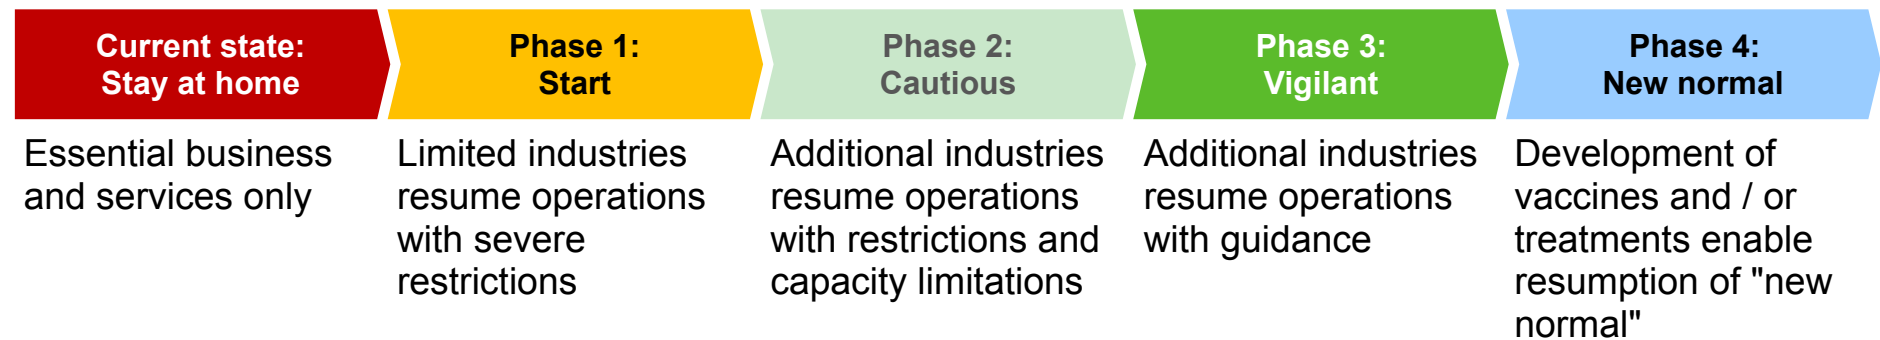 Current state:
Stay at home
Essential business
and services only
Phase 1:
Start
Limited industries
resume operations
with severe
restrictions
Phase 2:
Cautious
Additional industries
resume operations
with restrictions and
capacity limitations
Phase 3:
Vigilant
Additional industries
resume operations
with guidance
Phase 4:
New normal
Development of
vaccines and / or
treatments enable
resumption of "new
normal"